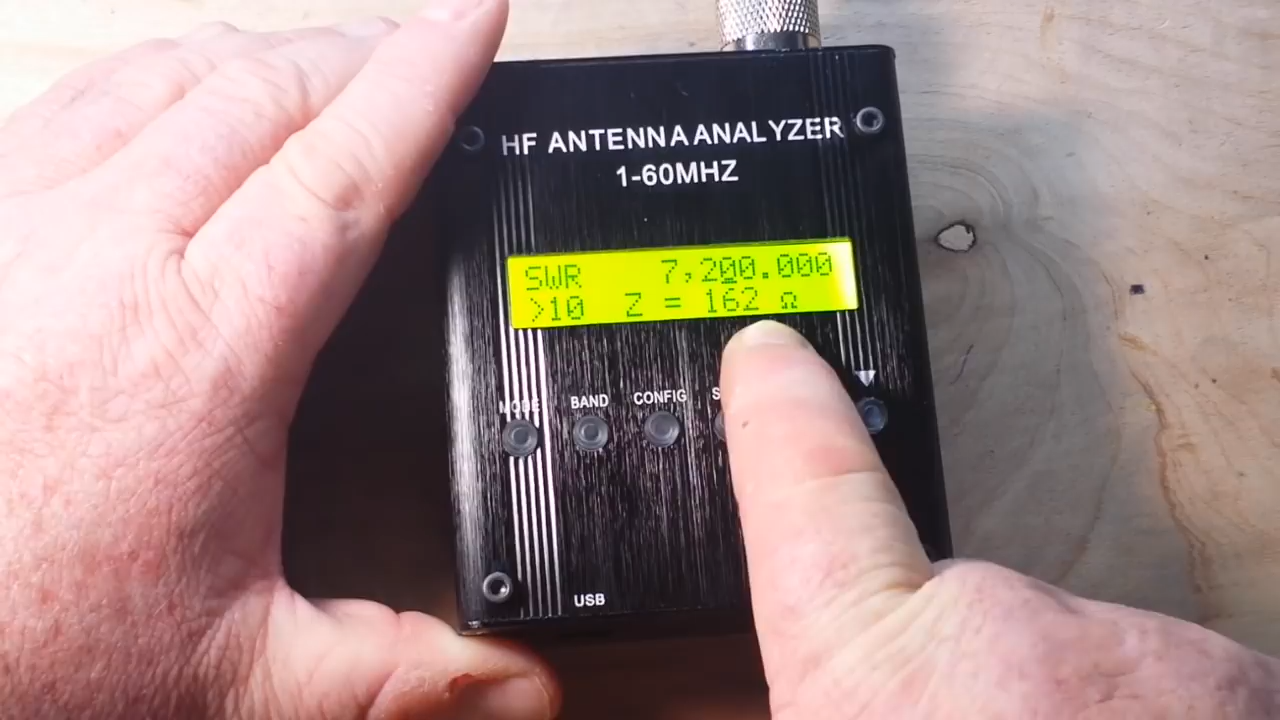 HF ANTENNA ANALYZER
1-60MHZ
SWR 7,200.000
>10 Z = 162 Ω
MODE BAND CONFIG
USB